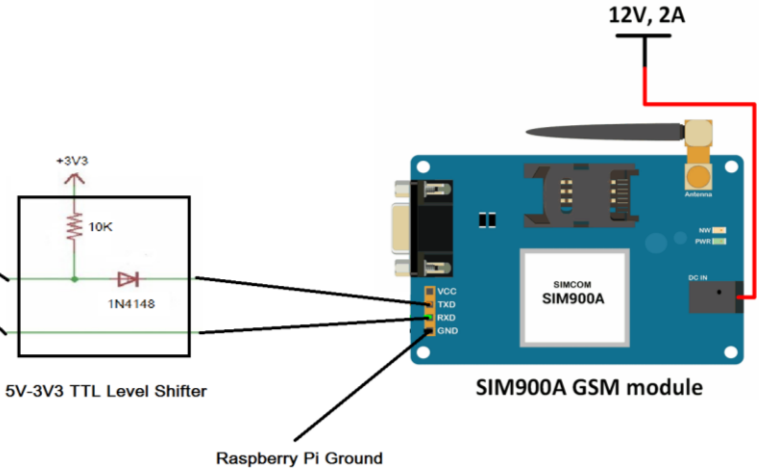 12V, 2A
+3V3
10K
1N4148
5V-3V3 TTL Level Shifter
Antenna
NW
PWR
DC IN
SIMCOM
SIM900A
VCC
TXD
RXD
GND
SIM900A GSM module
Raspberry Pi Ground